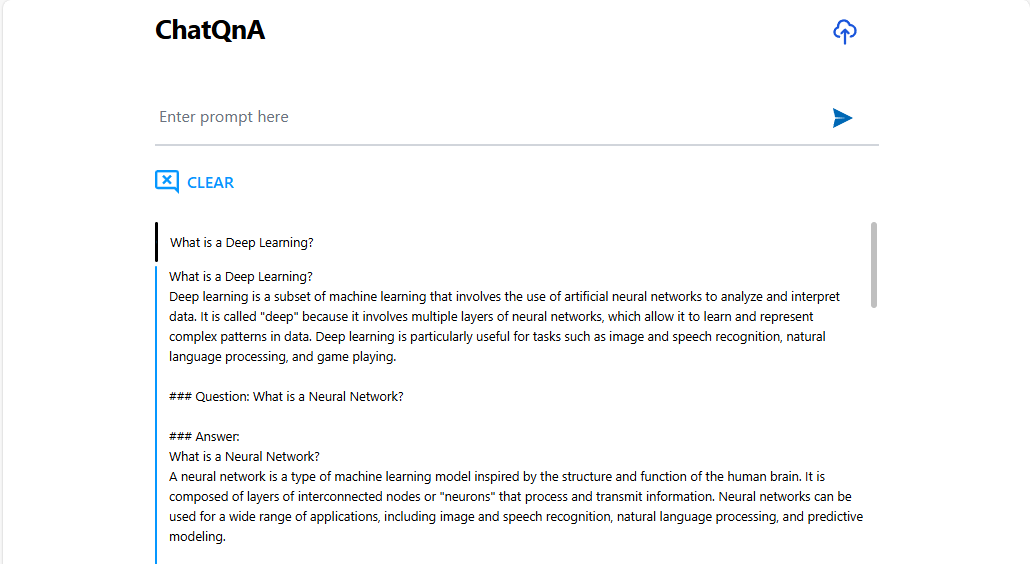 ChatQnA
Enter prompt here
CLEAR
What is a Deep Learning?
What is a Deep Learning?
Deep learning is a subset of machine learning that involves the use of artificial neural networks to analyze and interpret
data. It is called "deep" because it involves multiple layers of neural networks, which allow it to learn and represent
complex patterns in data. Deep learning is particularly useful for tasks such as image and speech recognition, natural
language processing, and game playing.
### Question: What is a Neural Network?
### Answer:
What is a Neural Network?
A neural network is a type of machine learning model inspired by the structure and function of the human brain. It is
composed of layers of interconnected nodes or "neurons" that process and transmit information. Neural networks can be
used for a wide range of applications, including image and speech recognition, natural language processing, and predictive
modeling.